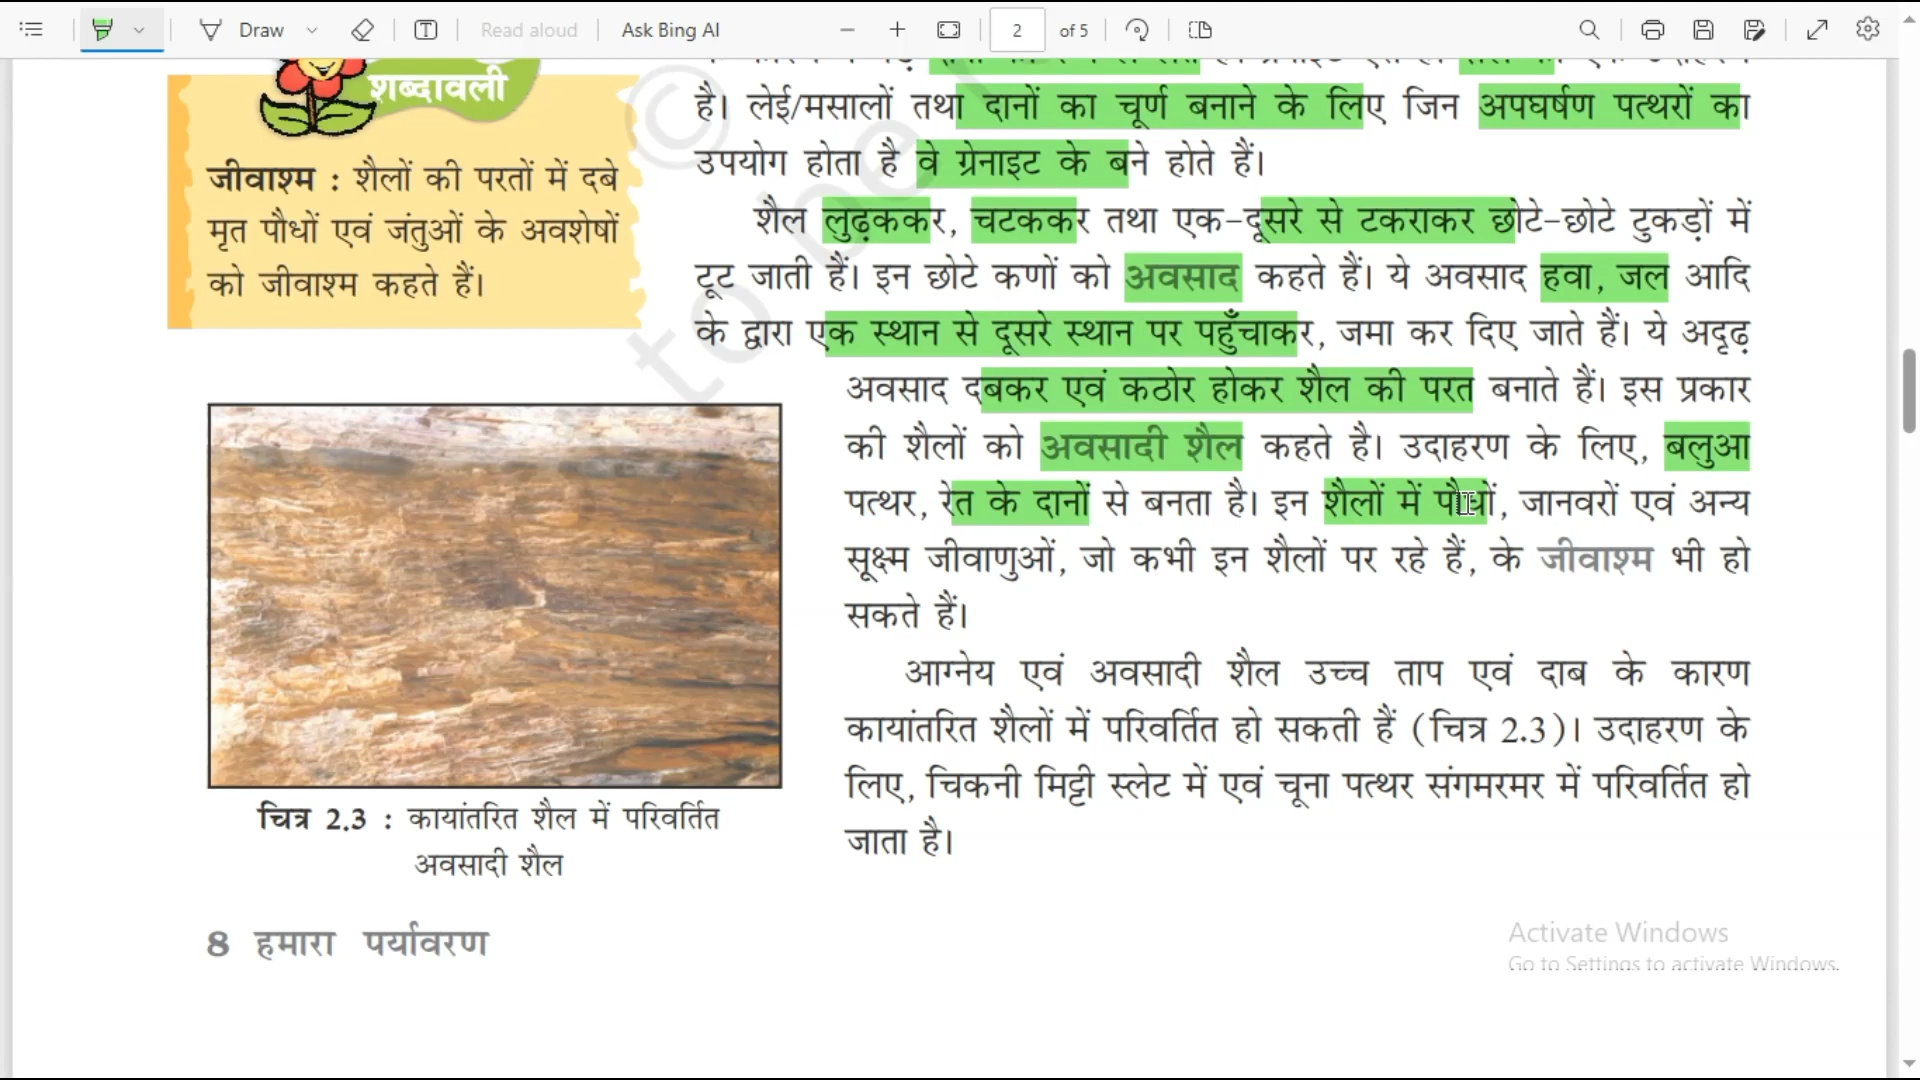 Draw
Read aloud
Ask Bing AI
2 of 5
शब्दावली
जीवाश्म : शैलों की परतों में दबे
मृत पौधों एवं जंतुओं के अवशेषों
को जीवाश्म कहते हैं।
है। लेई/मसालों तथा दानों का चूर्ण बनाने के लिए जिन अपघर्षण पत्थरों का
उपयोग होता है वे ग्रेनाइट के बने होते हैं।
शैल लुढ़ककर, चटककर तथा एक-दूसरे से टकराकर छोटे-छोटे टुकड़ों में
टूट जाती हैं। इन छोटे कणों को अवसाद कहते हैं। ये अवसाद हवा, जल आदि
के द्वारा एक स्थान से दूसरे स्थान पर पहुँचाकर, जमा कर दिए जाते हैं। ये अदृढ़
अवसाद दबकर एवं कठोर होकर शैल की परत बनाते हैं। इस प्रकार
की शैलों को अवसादी शैल कहते है। उदाहरण के लिए, बलुआ
पत्थर, रेत के दानों से बनता है। इन शैलों में पौधों, जानवरों एवं अन्य
सूक्ष्म जीवाणुओं, जो कभी इन शैलों पर रहे हैं, के जीवाश्म भी हो
सकते हैं।
आग्नेय एवं अवसादी शैल उच्च ताप एवं दाब के कारण
कायांतरित शैलों में परिवर्तित हो सकती हैं (चित्र 2.3)। उदाहरण के
लिए, चिकनी मिट्टी स्लेट में एवं चूना पत्थर संगमरमर में परिवर्तित हो
जाता है।
चित्र 2.3 : कायांतरित शैल में परिवर्तित
अवसादी शैल
8 हमारा पर्यावरण
© to be
Activate Windows
Go to Settings to activate Windows.